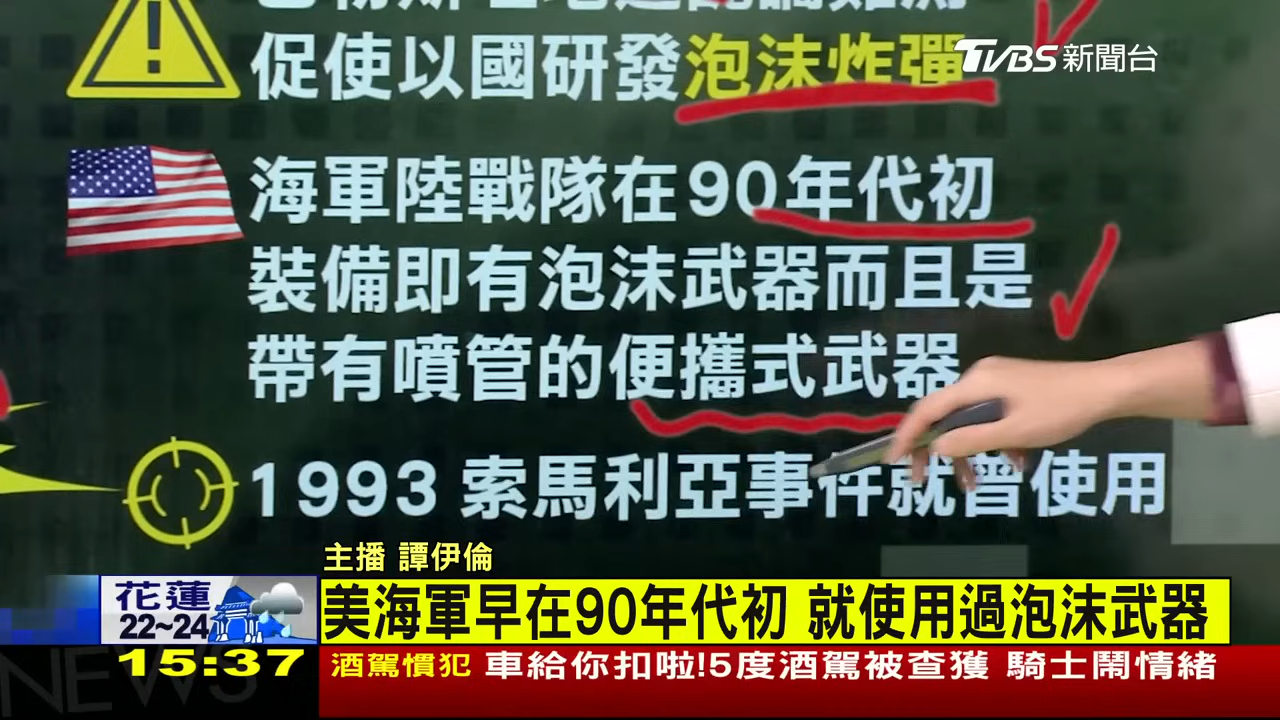 促使以國研發泡沫炸彈
TVBS新聞台
海軍陸戰隊在90年代初
裝備即有泡沫武器而且是
帶有噴管的便攜式武器
1993 索馬利亞事件就曾使用
主播 譚伊倫
花蓮
22~24
美海軍早在90年代初 就使用過泡沫武器
15:37
酒駕慣犯 車給你扣啦!5度酒駕被查獲 騎士鬧情緒
NEWS